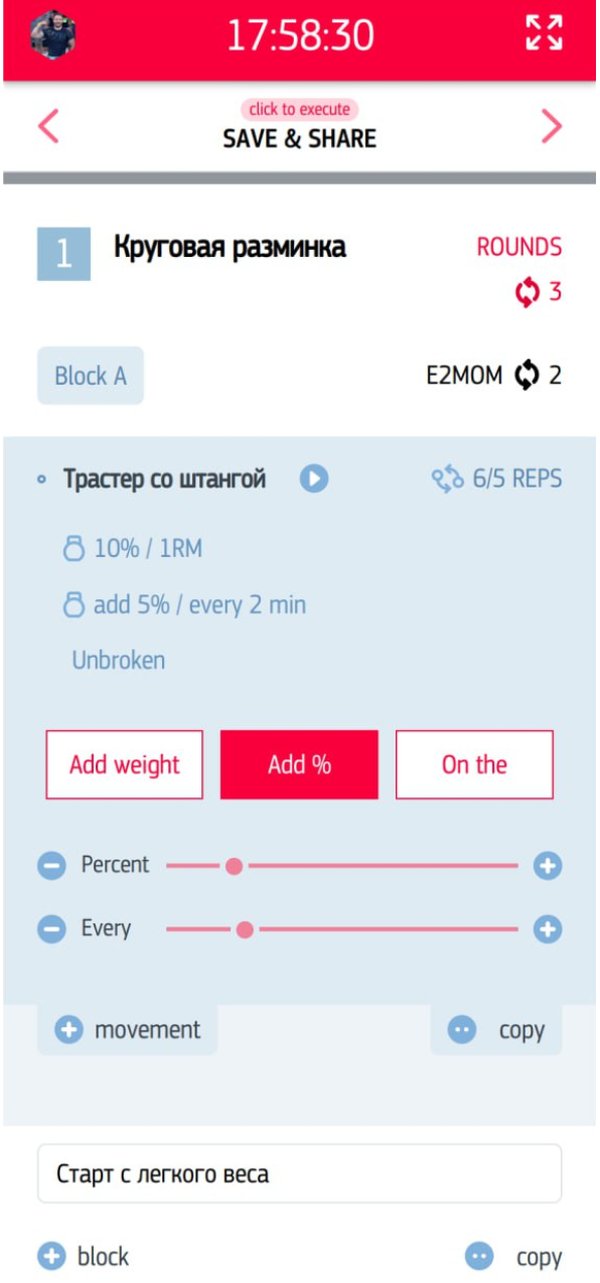 17:58:30
click to execute
SAVE & SHARE
1 Круговая разминка ROUNDS
3
Block A E2MOM 2
Трастер со штангой 6/5 REPS
10% / 1RM
add 5% / every 2 min
Unbroken
Add weight Add % On the
Percent
Every
movement copy
Старт с легкого веса
block copy